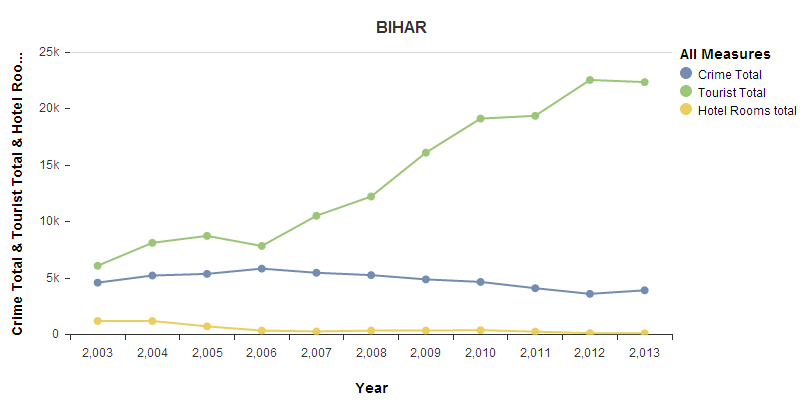 BIHAR
Crime Total & Tourist Total & Hotel Roo...
25k
20k
15k
10k
5k
0
2,003 2,004 2,005 2,006 2,007 2,008 2,009 2,010 2,011 2,012 2,013
Year
All Measures
Crime Total
Tourist Total
Hotel Rooms total